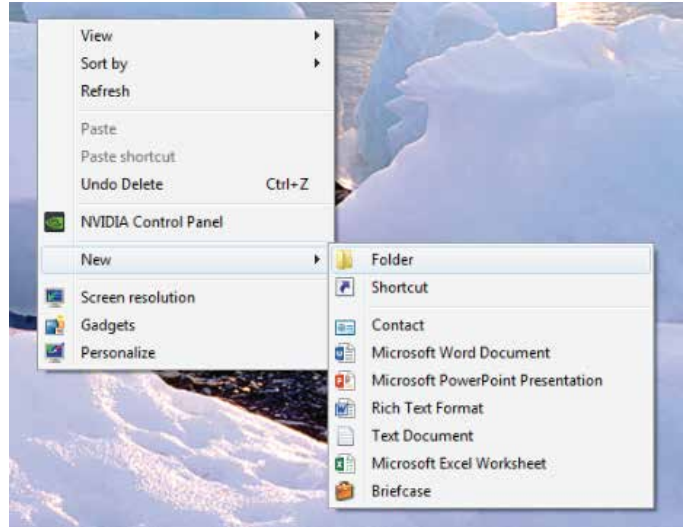 View
Sort by
Refresh
Paste
Paste shortcut
Undo Delete Ctrl+Z
NVIDIA Control Panel
New
Screen resolution
Gadgets
Personalize
Folder
Shortcut
Contact
Microsoft Word Document
Microsoft PowerPoint Presentation
Rich Text Format
Text Document
Microsoft Excel Worksheet
Briefcase